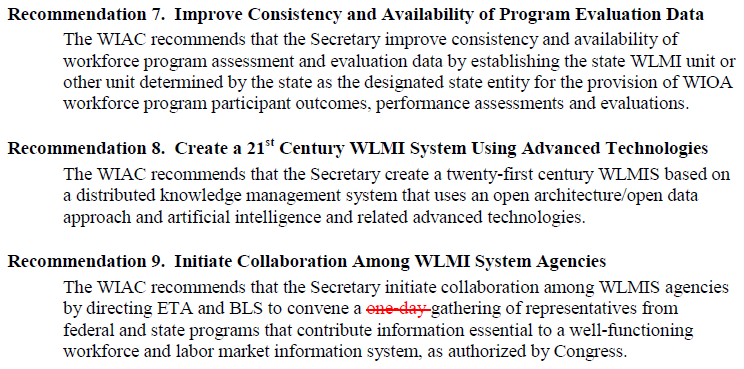 Recommendation 7.  Improve Consistency and Availability of Program Evaluation Data
The WIAC recommends that the Secretary improve consistency and availability of
workforce program assessment and evaluation data by establishing the state WLMI unit or
other unit determined by the state as the designated state entity for the provision of WIOA
workforce program participant outcomes, performance assessments and evaluations.
Recommendation 8.  Create a 21st Century WLMI System Using Advanced Technologies
The WIAC recommends that the Secretary create a twenty-first century WLMIS based on
a distributed knowledge management system that uses an open architecture/open data
approach and artificial intelligence and related advanced technologies.
Recommendation 9.  Initiate Collaboration Among WLMI System Agencies
The WIAC recommends that the Secretary initiate collaboration among WLMIS agencies
by directing ETA and BLS to convene a one-day gathering of representatives from
federal and state programs that contribute information essential to a well-functioning
workforce and labor market information system, as authorized by Congress.